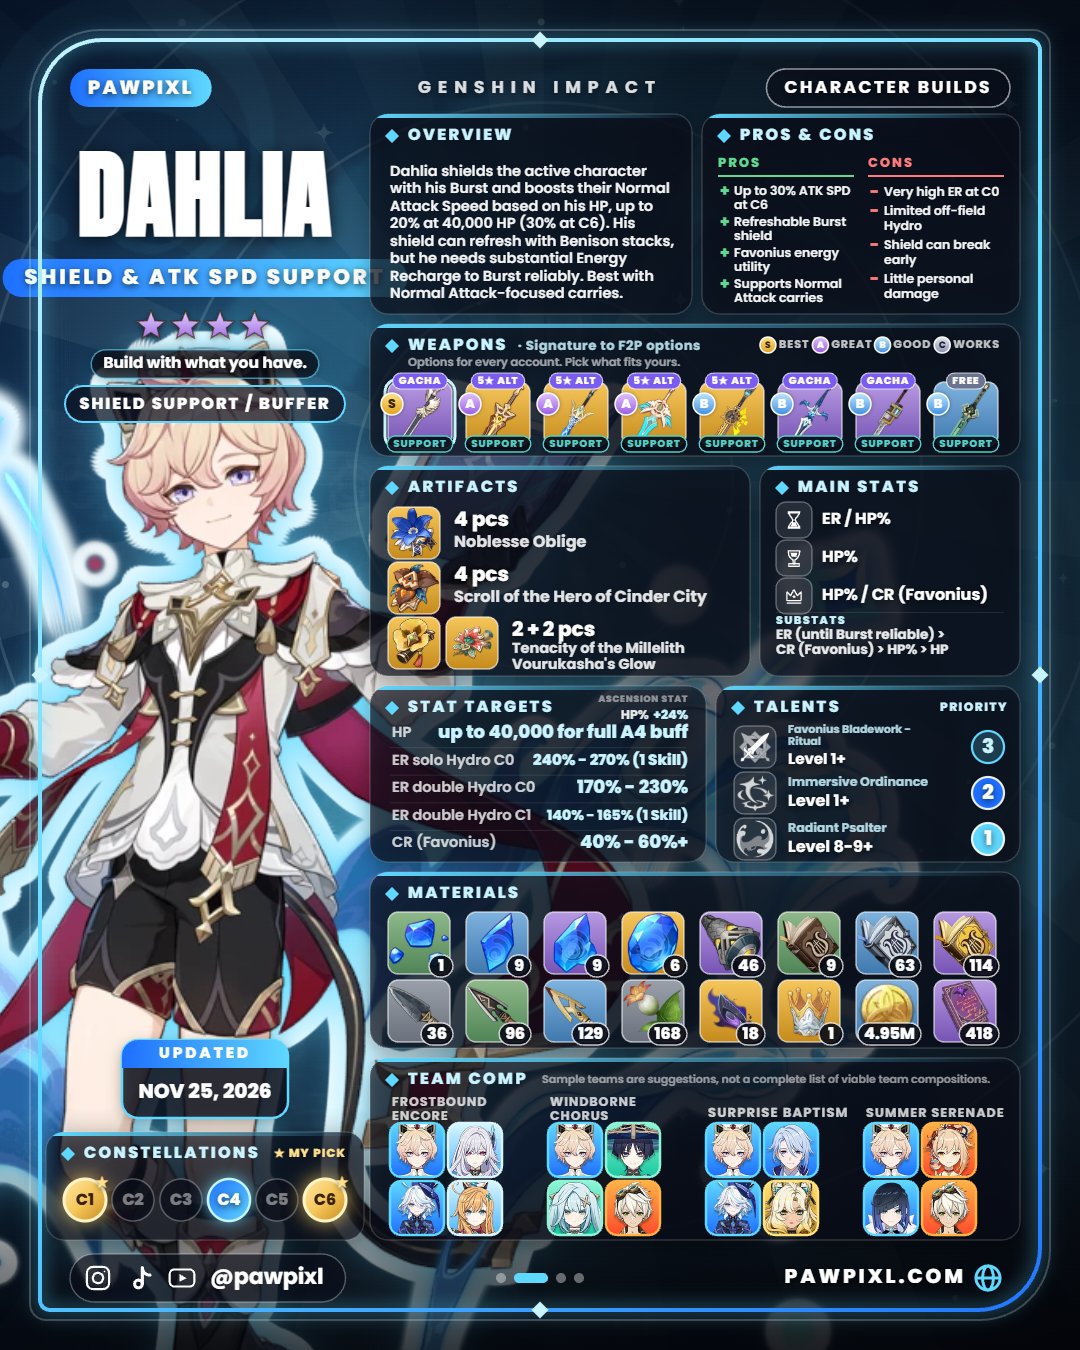 PAWPIXL
GENSHIN IMPACT
CHARACTER BUILDS
DAHLIA
SHIELD & ATK SPD SUPPORT
Build with what you have.
SHIELD SUPPORT / BUFFER
OVERVIEW
Dahlia shields the active character
with his Burst and boosts their Normal
Attack Speed based on his HP, up to
20% at 40,000 HP (30% at C6). His
shield can refresh with Benison stacks,
but he needs substantial Energy
Recharge to Burst reliably. Best with
Normal Attack-focused carries.
PROS & CONS
PROS
+ Up to 30% ATK SPD
at C6
+ Refreshable Burst
shield
+ Favonius energy
utility
+ Supports Normal
Attack carries
CONS
- Very high ER at C0
- Limited off-field
Hydro
- Shield can break
early
- Little personal
damage
WEAPONS · Signature to F2P options
S BEST A GREAT B GOOD C WORKS
Options for every account. Pick what fits yours.
GACHA 5★ ALT 5★ ALT 5★ ALT 5★ ALT GACHA GACHA FREE
S A A A B B B B
SUPPORT SUPPORT SUPPORT SUPPORT SUPPORT SUPPORT SUPPORT SUPPORT
ARTIFACTS
4 pcs
Noblesse Oblige
4 pcs
Scroll of the Hero of Cinder City
2 + 2 pcs
Tenacity of the Millelith
Vourukasha's Glow
MAIN STATS
ER / HP%
HP%
HP% / CR (Favonius)
SUBSTATS
ER (until Burst reliable) >
CR (Favonius) > HP% > HP
STAT TARGETS
ASCENSION STAT
HP% +24%
HP up to 40,000 for full A4 buff
ER solo Hydro C0 240% - 270% (1 Skill)
ER double Hydro C0 170% - 230%
ER double Hydro C1 140% - 165% (1 Skill)
CR (Favonius) 40% - 60%+
TALENTS PRIORITY
Favonius Bladework -
Ritual
Level 1+
3
Immersive Ordinance
Level 1+
2
Radiant Psalter
Level 8-9+
1
MATERIALS
1 9 9 6 46 9 63 114
36 96 129 168 18 1 4.95M 418
TEAM COMP Sample teams are suggestions, not a complete list of viable team compositions.
FROSTBOUND
ENCORE
WINDBORNE
CHORUS
SURPRISE BAPTISM
SUMMER SERENADE
UPDATED
NOV 25, 2026
CONSTELLATIONS ★ MY PICK
C1 C2 C3 C4 C5 C6
@pawpixl
PAWPIXL.COM